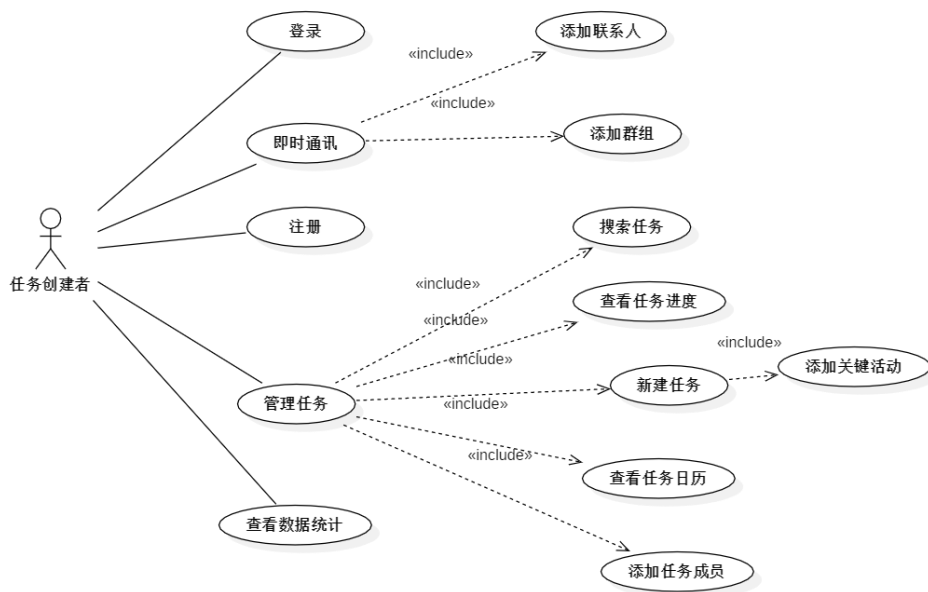 登录
添加联系人
«include»
«include»
即时通讯
添加群组
注册
搜索任务
任务创建者
«include»
查看任务进度
«include»
«include»
«include»
添加关键活动
新建任务
管理任务
«include»
«include»
查看任务日历
查看数据统计
添加任务成员